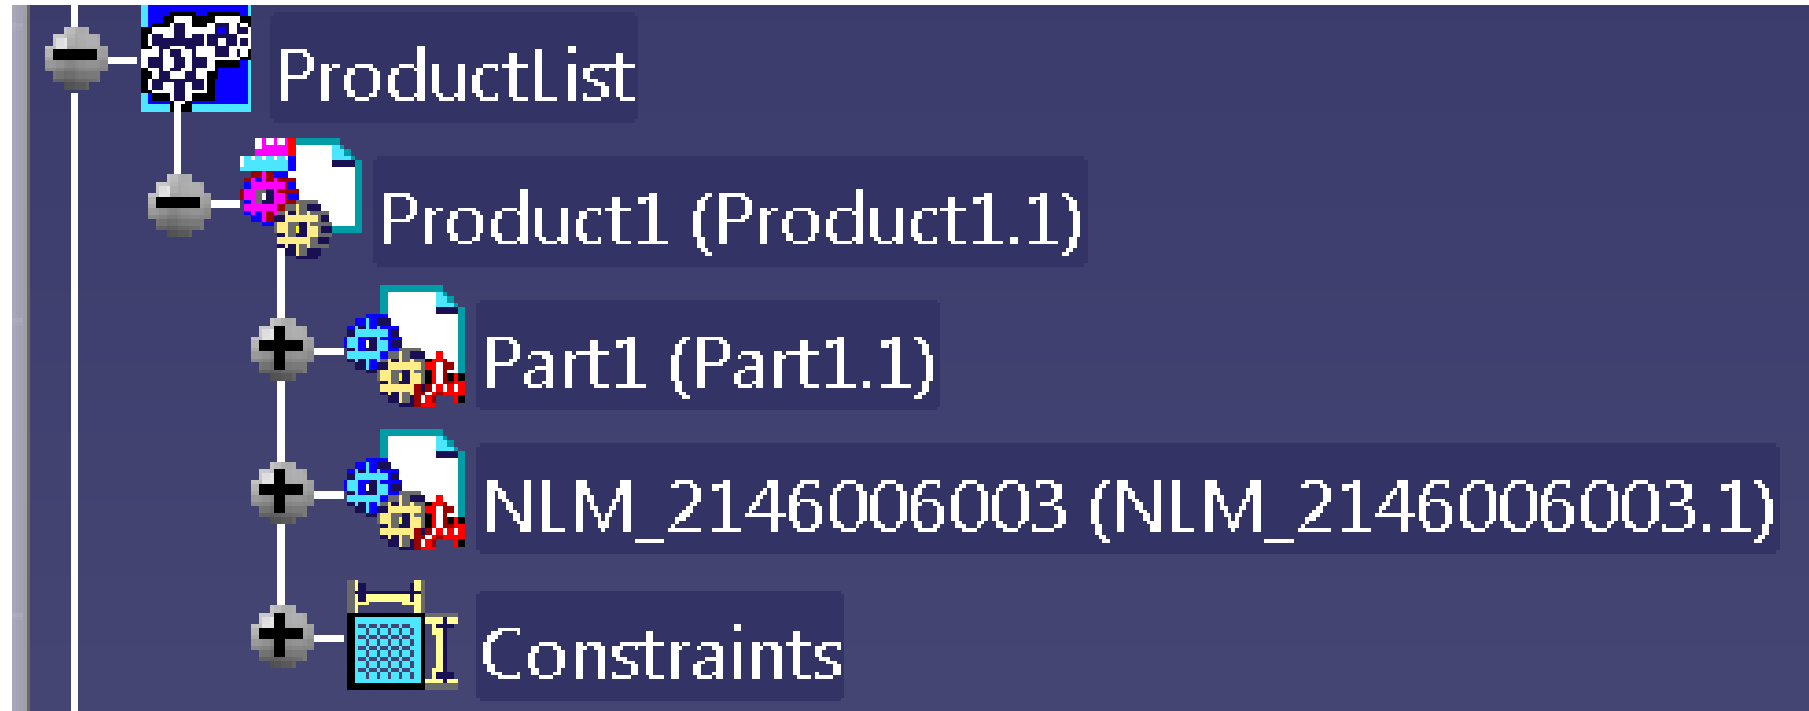 ProductList
Product1 (Product1.1)
Part1 (Part1.1)
NLM_2146006003 (NLM_2146006003.1)
Constraints